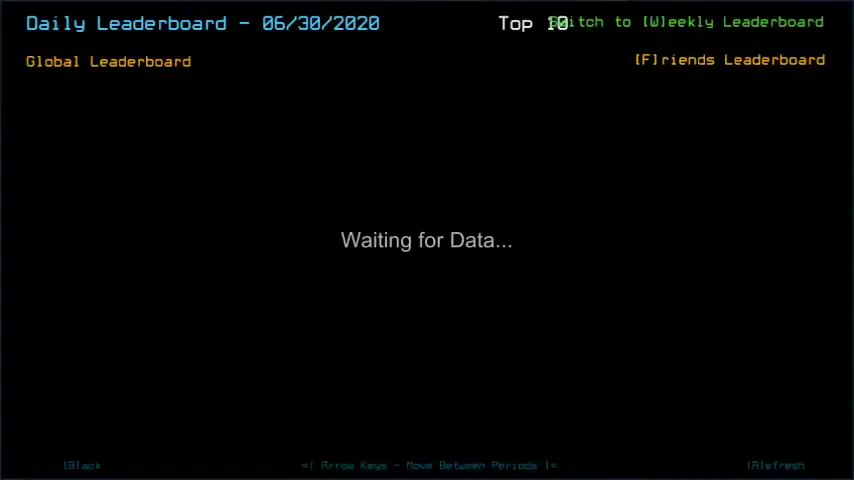 Daily Leaderboard - 06/30/2020 Top 10 Switch to [W]eekly Leaderboard
Global Leaderboard [F]riends Leaderboard
Waiting for Data...
[B]ack =[ Arrow Keys - Move Between Periods ]= [R]efresh